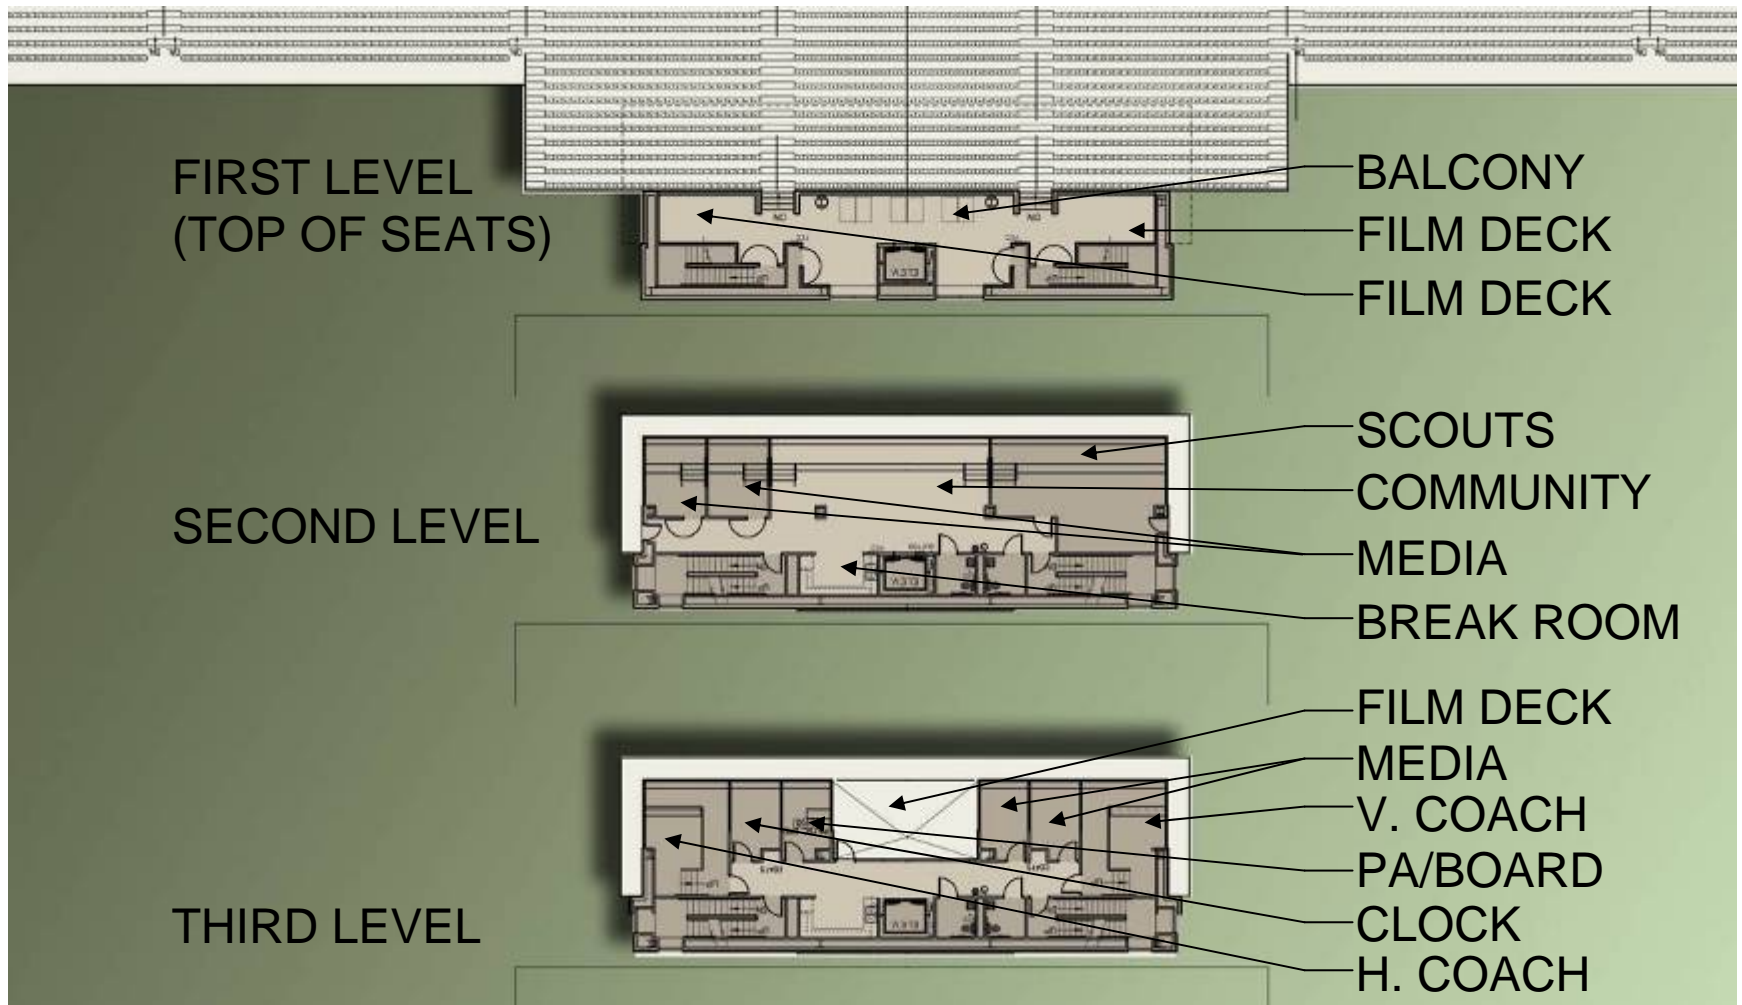 FIRST LEVEL
(TOP OF SEATS)
BALCONY
FILM DECK
FILM DECK
SECOND LEVEL
SCOUTS
COMMUNITY
MEDIA
BREAK ROOM
THIRD LEVEL
FILM DECK
MEDIA
V. COACH
PA/BOARD
CLOCK
H. COACH